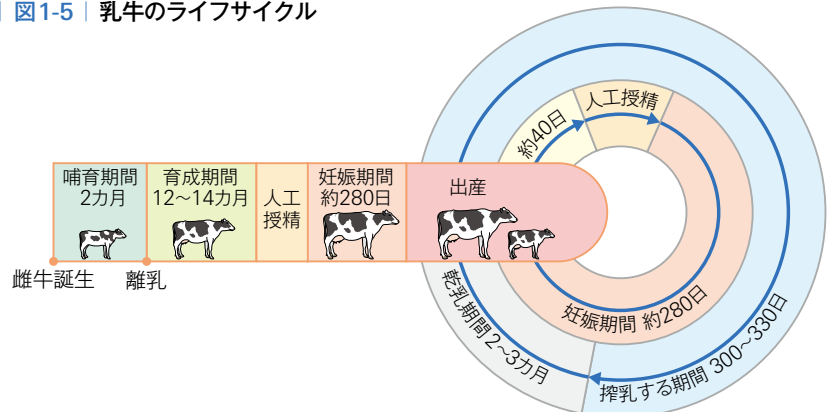 図1-5｜乳牛のライフサイクル
哺育期間
2カ月
育成期間
12〜14カ月
人工
授精
妊娠期間
約280日
出産
雌牛誕生
離乳
約40日
人工授精
妊娠期間 約280日
搾乳する期間 300〜330日
乾乳期間 2〜3カ月